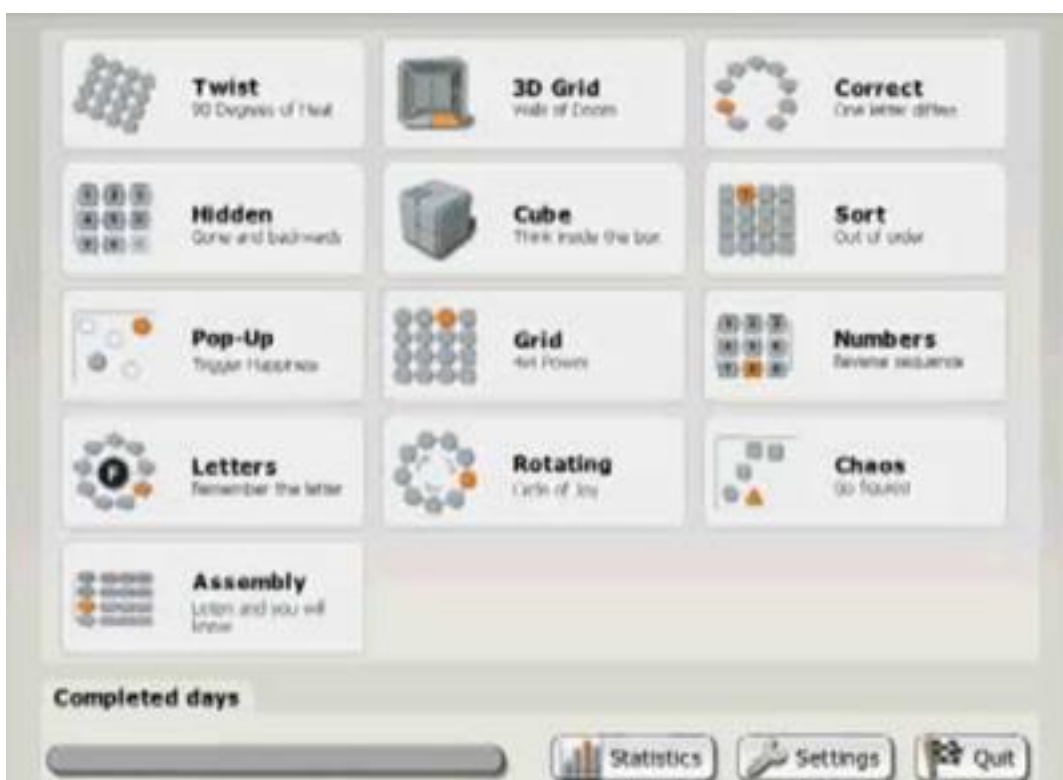 Twist
90 Degrees of Heat
3D Grid
Walls of Doom
Correct
One letter differs
Hidden
Gone and backwards
Cube
Think inside the box
Sort
Out of order
Pop-Up
Trigger Happiness
Grid
4x4 Power
Numbers
Reverse sequence
Letters
Remember the letter
Rotating
Circle of Joy
Chaos
Go figure!
Assembly
Listen and you will
know
Completed days
Statistics
Settings
Quit